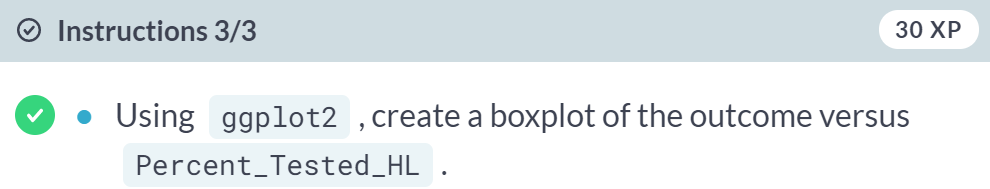 Instructions 3/3
30 XP
Using ggplot2 , create a boxplot of the outcome versus
Percent_Tested_HL .